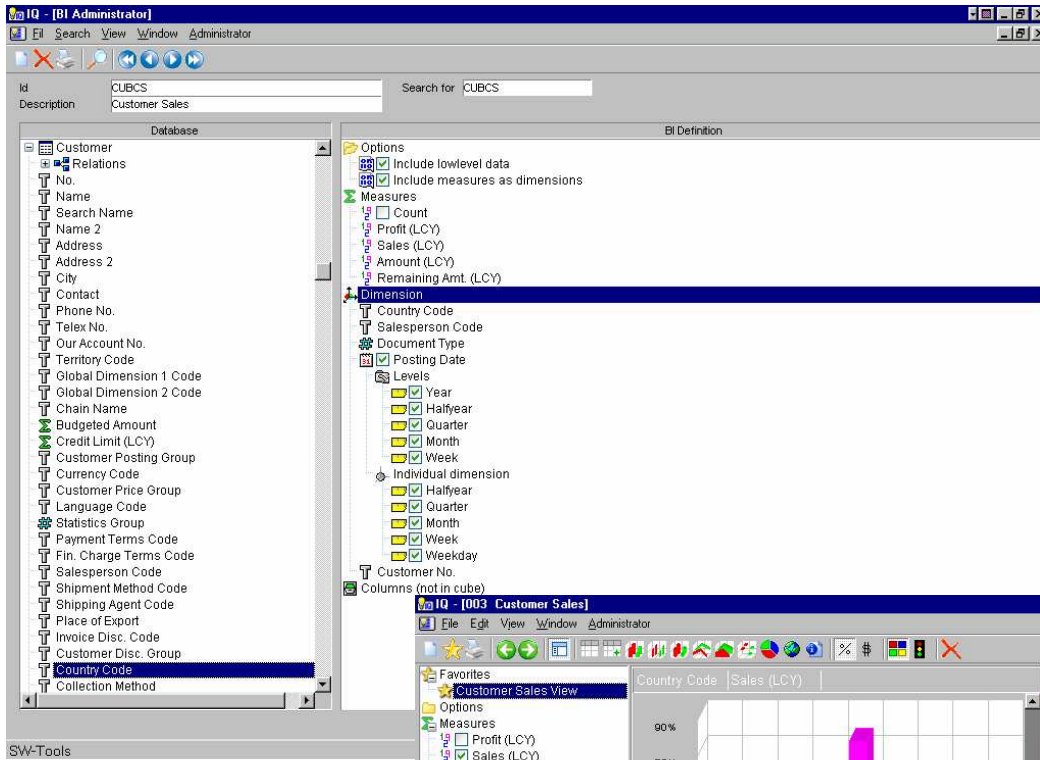 IQ - [BI Administrator]
Fil Search View Window Administrator
Id CUBCS Search for CUBCS
Description Customer Sales
Database
Customer
Relations
No.
Name
Search Name
Name 2
Address
Address 2
City
Contact
Phone No.
Telex No.
Our Account No.
Territory Code
Global Dimension 1 Code
Global Dimension 2 Code
Chain Name
Budgeted Amount
Credit Limit (LCY)
Customer Posting Group
Currency Code
Customer Price Group
Language Code
Statistics Group
Payment Terms Code
Fin. Charge Terms Code
Salesperson Code
Shipment Method Code
Shipping Agent Code
Place of Export
Invoice Disc. Code
Customer Disc. Group
Country Code
Collection Method
BI Definition
Options
Include lowlevel data
Include measures as dimensions
Measures
Count
Profit (LCY)
Sales (LCY)
Amount (LCY)
Remaining Amt. (LCY)
Dimension
Country Code
Salesperson Code
Document Type
Posting Date
Levels
Year
Halfyear
Quarter
Month
Week
Individual dimension
Halfyear
Quarter
Month
Week
Weekday
Customer No.
Columns (not in cube)
IQ - [003 Customer Sales]
File Edit View Window Administrator
Favorites
Customer Sales View
Options
Measures
Profit (LCY)
Sales (LCY)
Country Code Sales (LCY)
90%
SW-Tools